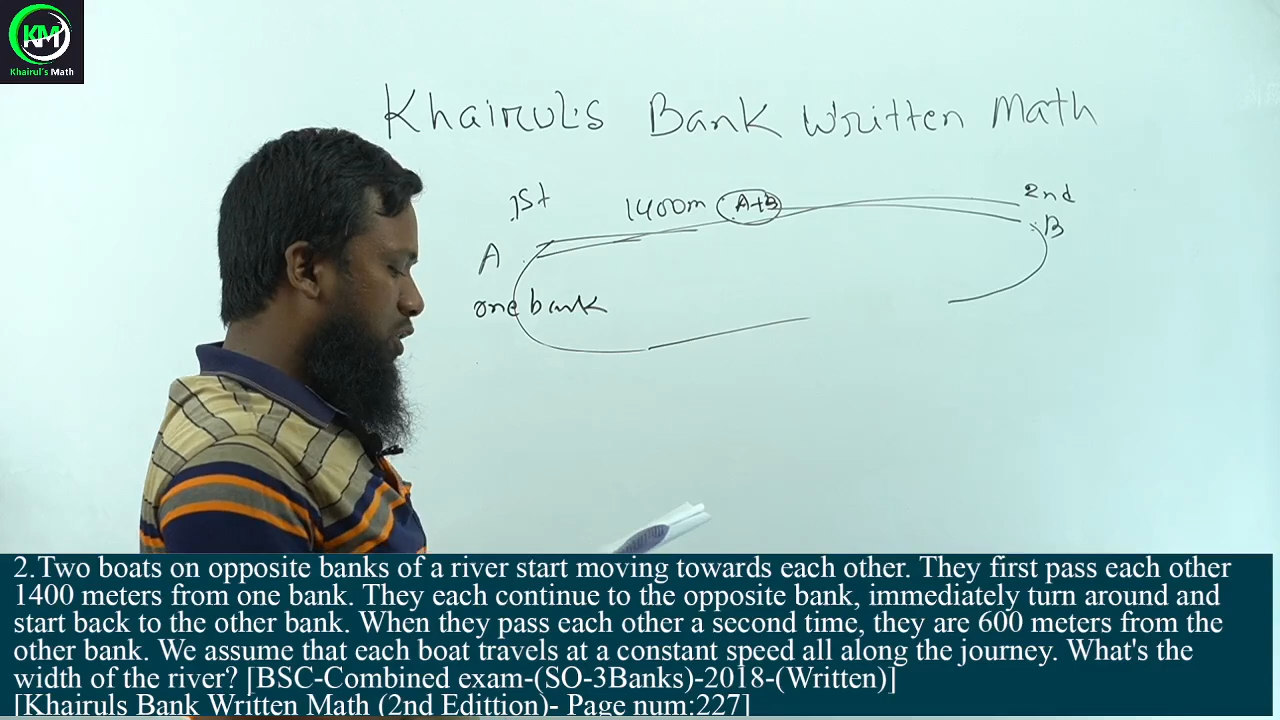 KM
Khairul's Math
Khairul's Bank Written Math
1st 1400m A+B 2nd
A B
one bank
2.Two boats on opposite banks of a river start moving towards each other. They first pass each other
1400 meters from one bank. They each continue to the opposite bank, immediately turn around and
start back to the other bank. When they pass each other a second time, they are 600 meters from the
other bank. We assume that each boat travels at a constant speed all along the journey. What's the
width of the river? [BSC-Combined exam-(SO-3Banks)-2018-(Written)]
[Khairuls Bank Written Math (2nd Edittion)- Page num:227]